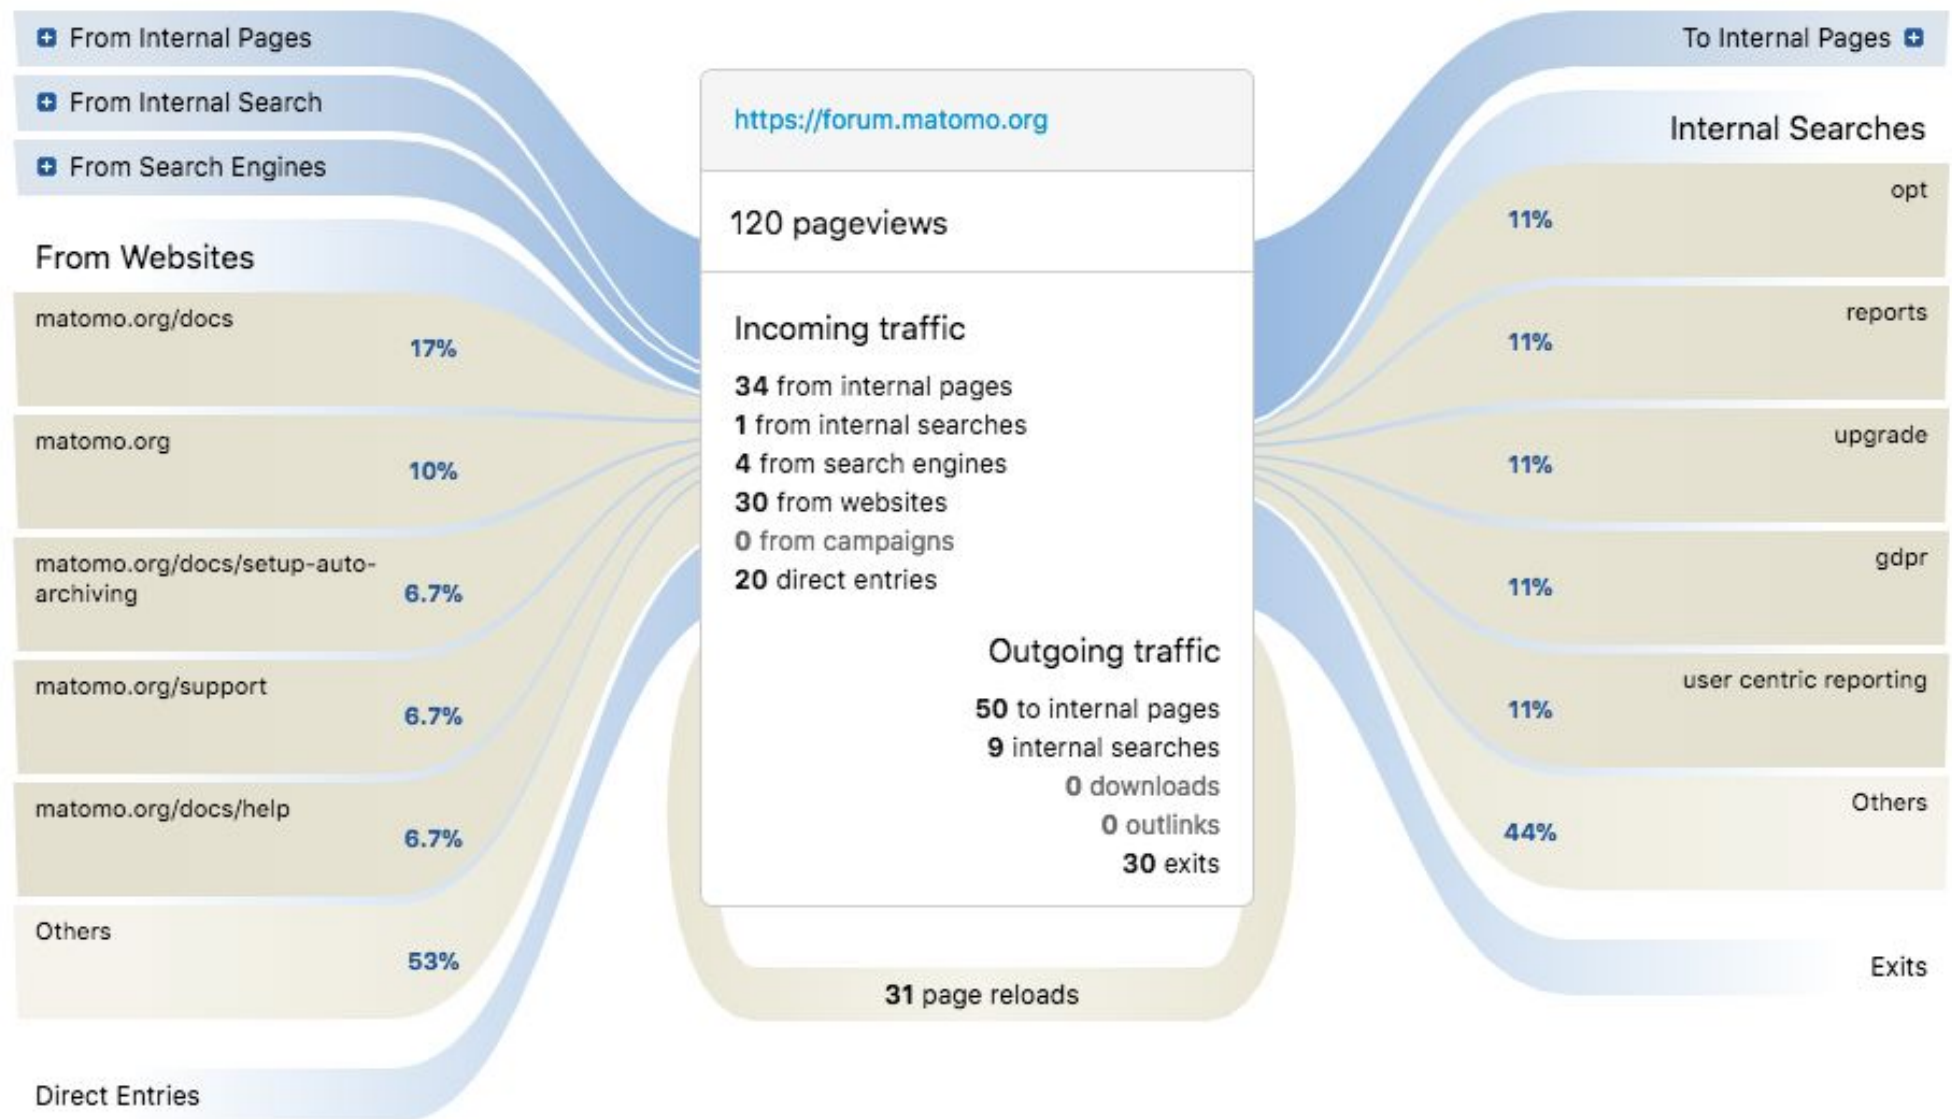 From Internal Pages
From Internal Search
From Search Engines
From Websites
matomo.org/docs
17%
matomo.org
10%
matomo.org/docs/setup-auto-
archiving
6.7%
matomo.org/support
6.7%
matomo.org/docs/help
6.7%
Others
53%
Direct Entries
https://forum.matomo.org
120 pageviews
Incoming traffic
34 from internal pages
1 from internal searches
4 from search engines
30 from websites
0 from campaigns
20 direct entries
Outgoing traffic
50 to internal pages
9 internal searches
0 downloads
0 outlinks
30 exits
31 page reloads
To Internal Pages
Internal Searches
opt
11%
reports
11%
upgrade
11%
gdpr
11%
user centric reporting
11%
Others
44%
Exits